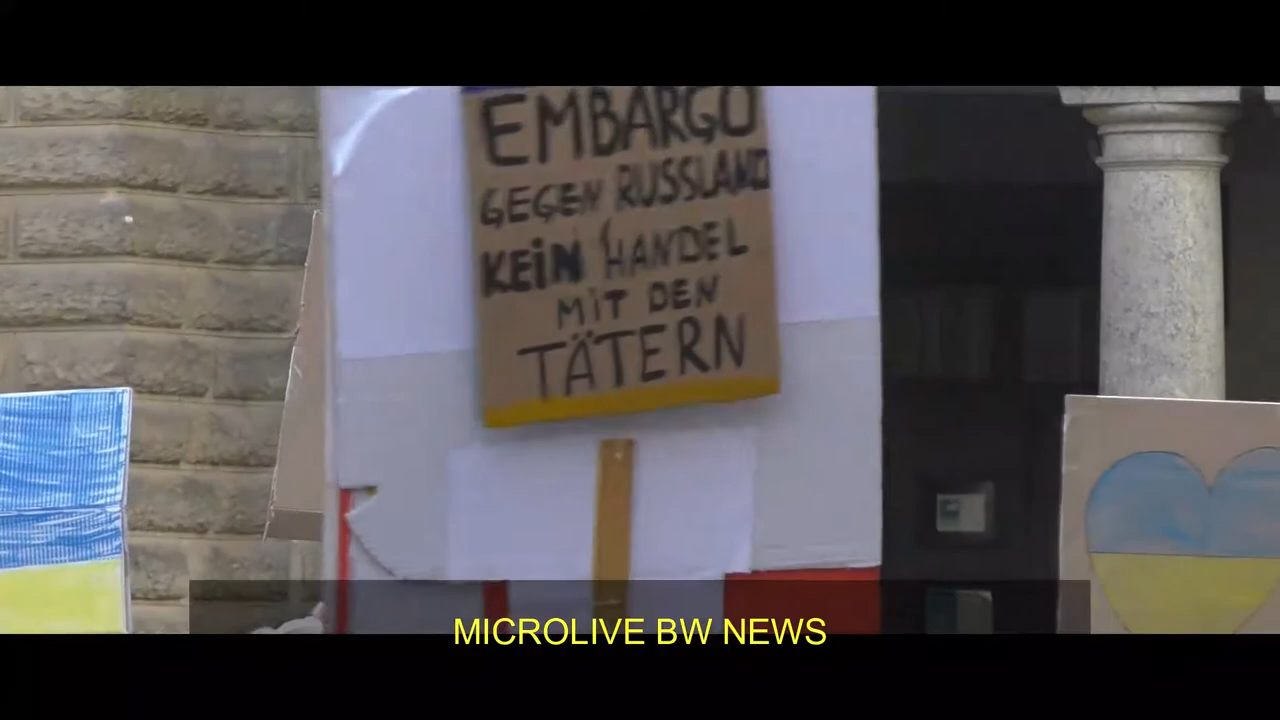 EMBARGO
GEGEN RUSSLAND
KEiN HANDEL
MiT DEN
TÄTERN
MICROLIVE BW NEWS